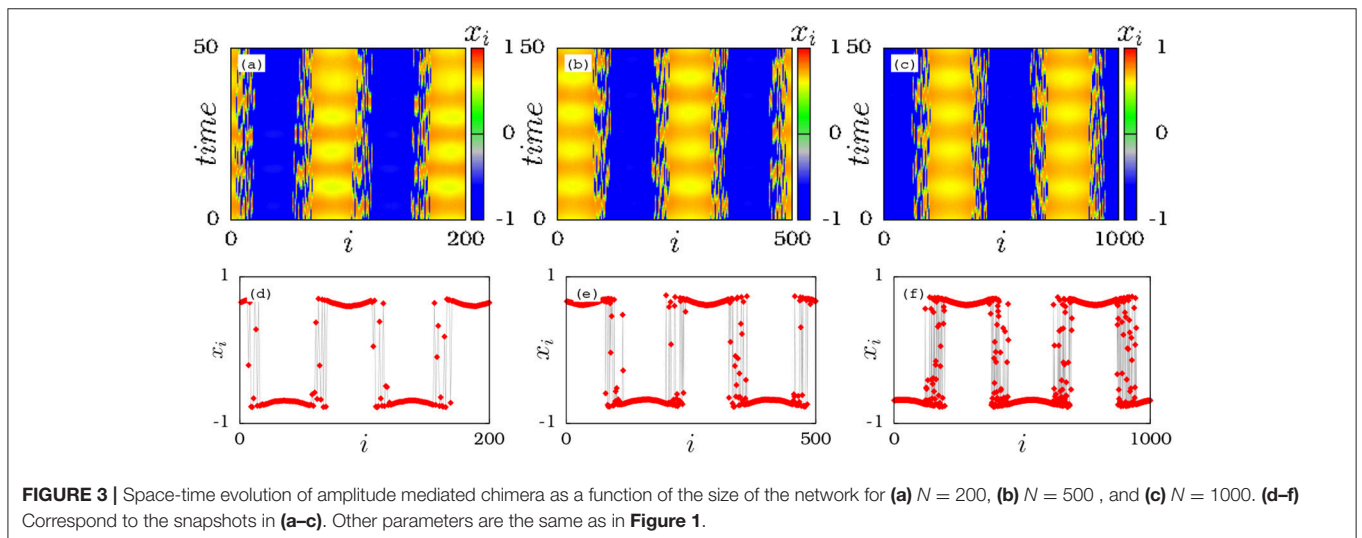 50 x_i 1 50 x_i 1 50 x_i 1
(a) (b) (c)
time 0 time 0 time 0
0 -1 0 -1 0 -1
0 i 200 0 i 500 0 i 1000
1 1 1
(d) (e) (f)
x_i x_i x_i
-1 -1 -1
0 i 200 0 i 500 0 i 1000
FIGURE 3 | Space-time evolution of amplitude mediated chimera as a function of the size of the network for (a) N = 200, (b) N = 500 , and (c) N = 1000. (d–f)
Correspond to the snapshots in (a–c). Other parameters are the same as in Figure 1.